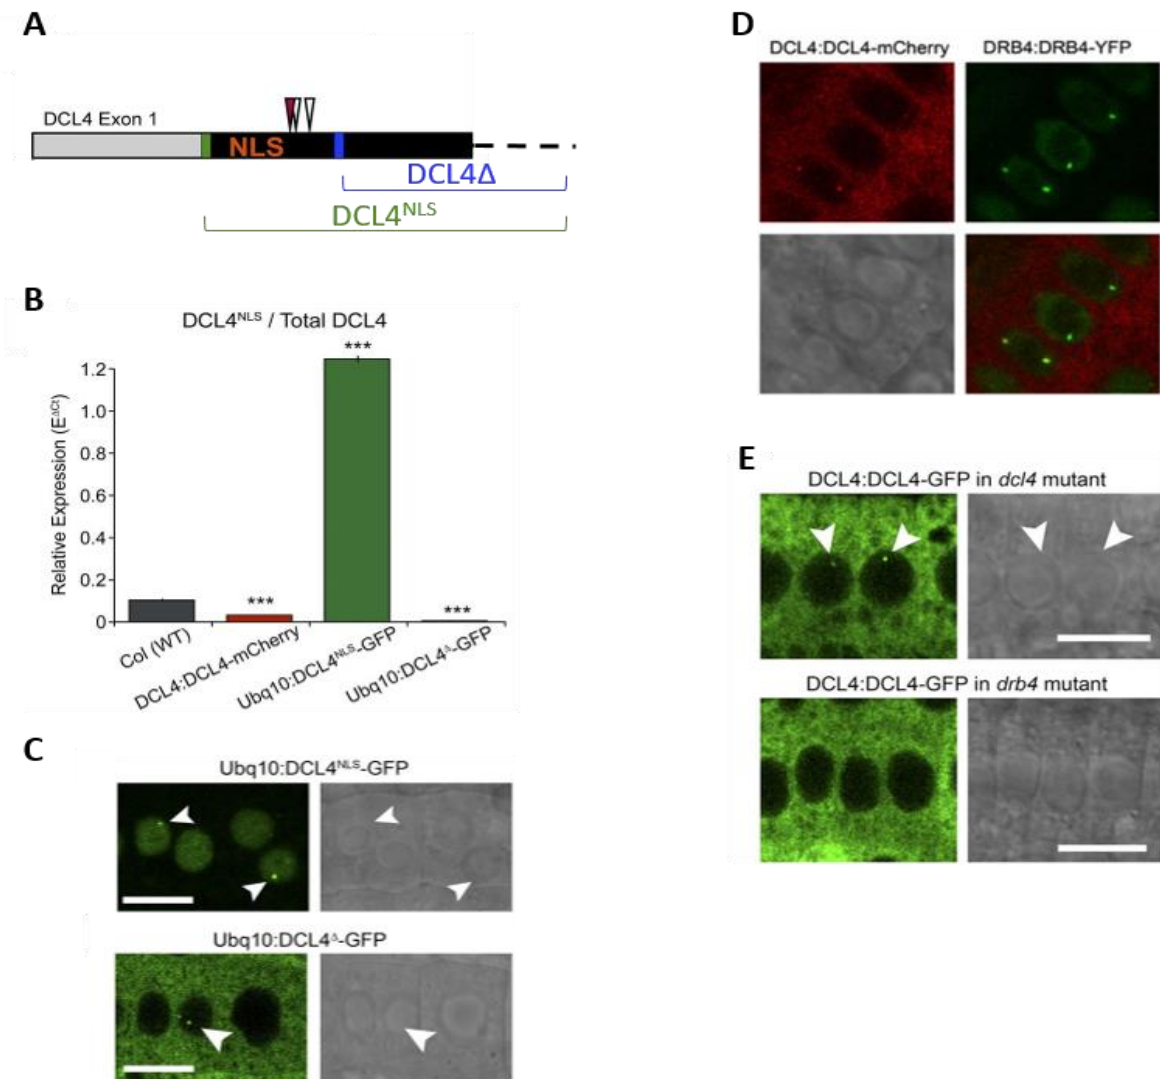 A
DCL4 Exon 1
NLS
DCL4Δ
DCL4ᴺᴸˢ
B
DCL4ᴺᴸˢ / Total DCL4
Relative Expression (Eᐃᶜᵗ)
1.2
1.0
0.8
0.6
0.4
0.2
0
***
***
***
Col (WT)
DCL4:DCL4-mCherry
Ubq10:DCL4ᴺᴸˢ-GFP
Ubq10:DCL4ᐃ-GFP
C
Ubq10:DCL4ᴺᴸˢ-GFP
Ubq10:DCL4ᐃ-GFP
D
DCL4:DCL4-mCherry
DRB4:DRB4-YFP
E
DCL4:DCL4-GFP in dcl4 mutant
DCL4:DCL4-GFP in drb4 mutant